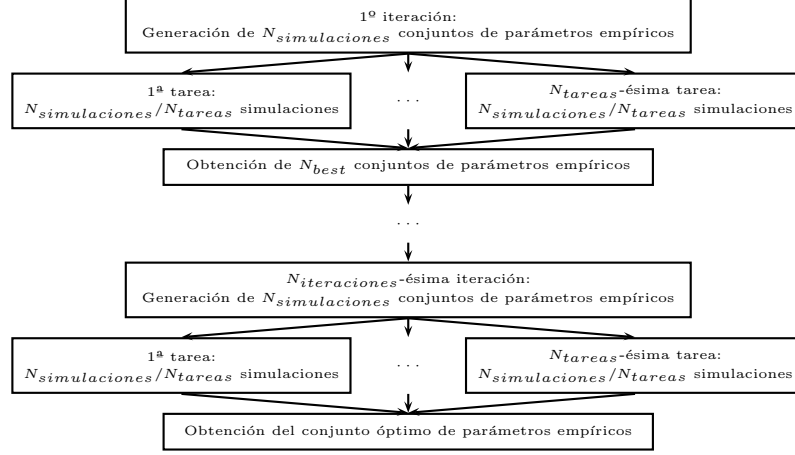 1º iteración:
Generación de N_simulaciones conjuntos de parámetros empíricos
1ª tarea:
N_simulaciones/N_tareas simulaciones
...
N_tareas-ésima tarea:
N_simulaciones/N_tareas simulaciones
Obtención de N_best conjuntos de parámetros empíricos
...
N_iteraciones-ésima iteración:
Generación de N_simulaciones conjuntos de parámetros empíricos
1ª tarea:
N_simulaciones/N_tareas simulaciones
...
N_tareas-ésima tarea:
N_simulaciones/N_tareas simulaciones
Obtención del conjunto óptimo de parámetros empíricos